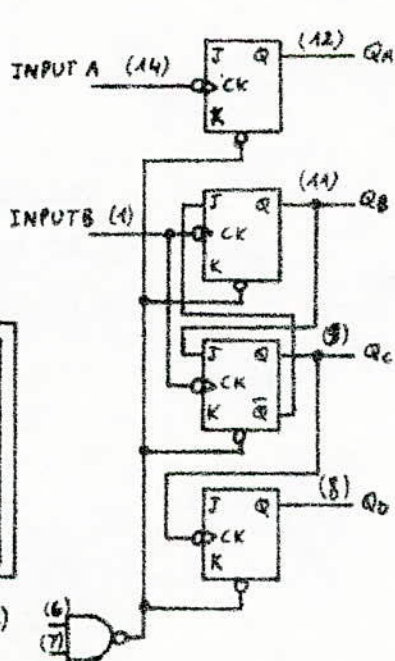 J Q (12) QA
INPUT A (14) CK
K
J Q (11) QB
INPUT B (1) CK
K
J Q (9) QC
CK
K Q̄
J Q (8) QD
CK
K
)
(6)
(7)